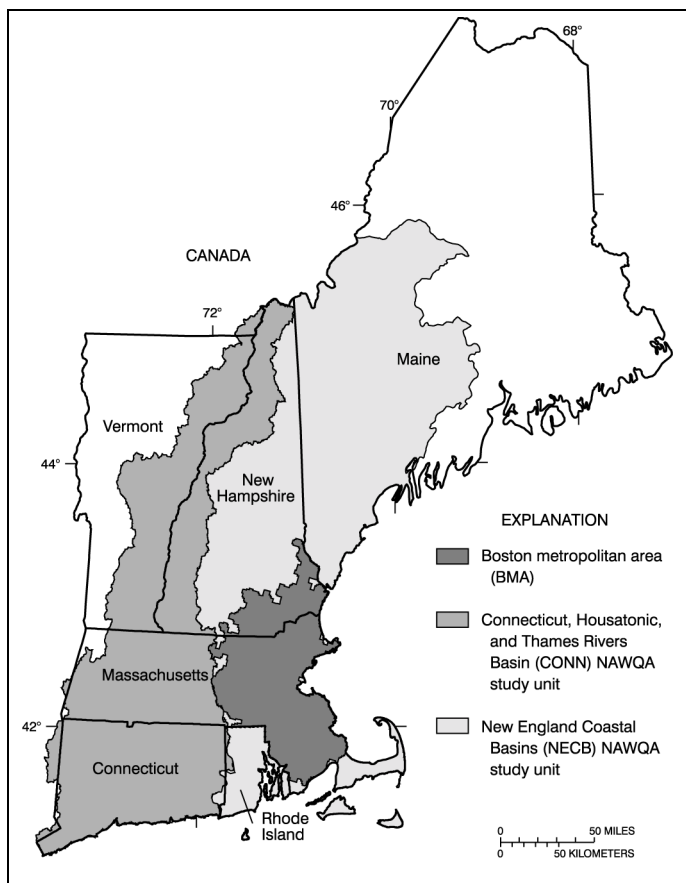 68°
70°
46°
CANADA
72°
Maine
Vermont
44°
New
Hampshire
EXPLANATION
Boston metropolitan area
(BMA)
Connecticut, Housatonic,
and Thames Rivers
Basin (CONN) NAWQA
study unit
Massachusetts
42°
New England Coastal
Basins (NECB) NAWQA
study unit
Connecticut
Rhode
Island
0 50 MILES
0 50 KILOMETERS